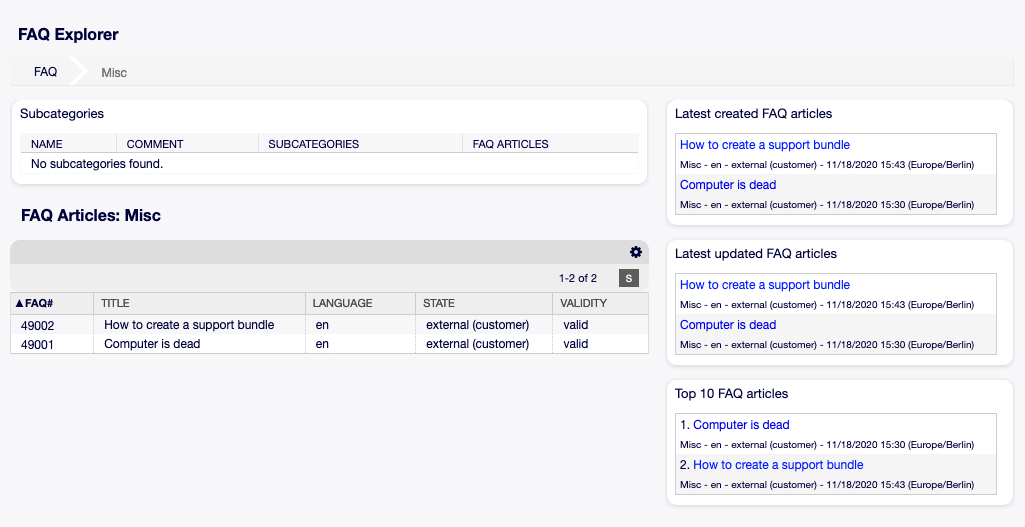 FAQ Explorer
FAQ
Misc
Subcategories
NAME COMMENT SUBCATEGORIES FAQ ARTICLES
No subcategories found.
FAQ Articles: Misc
1-2 of 2 S
▲FAQ# TITLE LANGUAGE STATE VALIDITY
49002 How to create a support bundle en external (customer) valid
49001 Computer is dead en external (customer) valid
Latest created FAQ articles
How to create a support bundle
Misc - en - external (customer) - 11/18/2020 15:43 (Europe/Berlin)
Computer is dead
Misc - en - external (customer) - 11/18/2020 15:30 (Europe/Berlin)
Latest updated FAQ articles
How to create a support bundle
Misc - en - external (customer) - 11/18/2020 15:43 (Europe/Berlin)
Computer is dead
Misc - en - external (customer) - 11/18/2020 15:30 (Europe/Berlin)
Top 10 FAQ articles
1. Computer is dead
Misc - en - external (customer) - 11/18/2020 15:30 (Europe/Berlin)
2. How to create a support bundle
Misc - en - external (customer) - 11/18/2020 15:43 (Europe/Berlin)